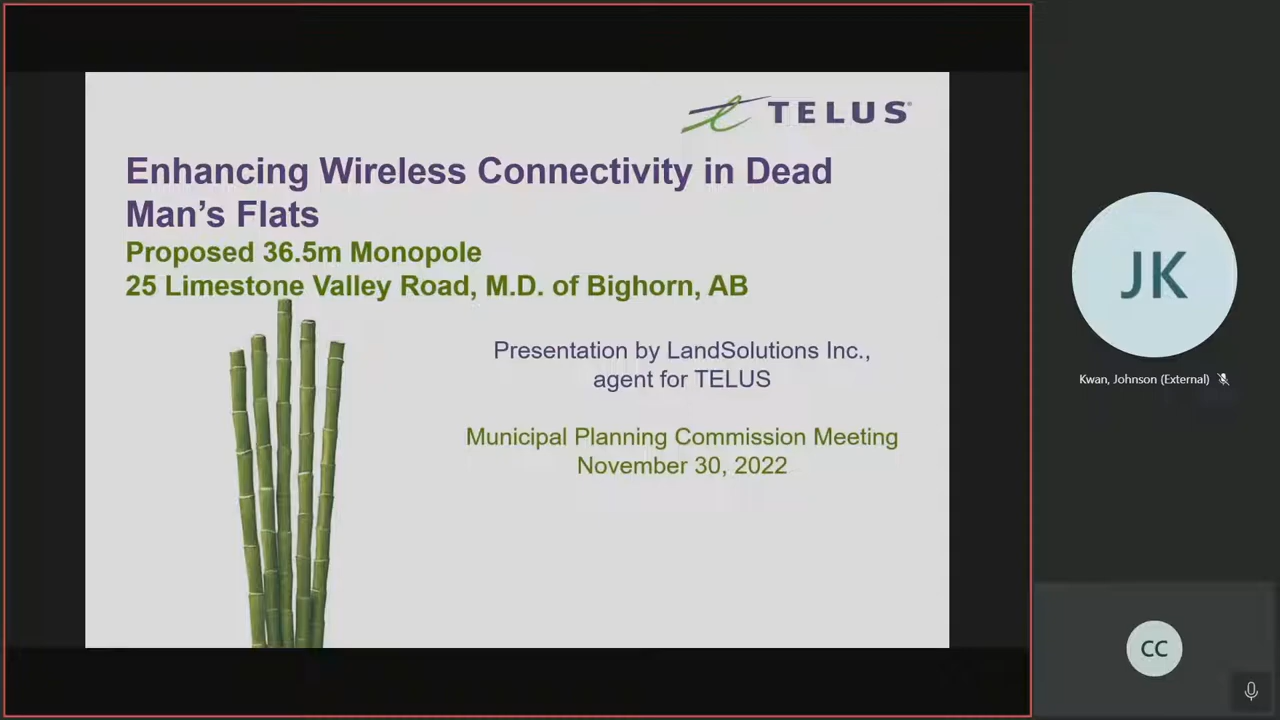 TELUS
Enhancing Wireless Connectivity in Dead
Man's Flats
Proposed 36.5m Monopole
25 Limestone Valley Road, M.D. of Bighorn, AB
Presentation by LandSolutions Inc.,
agent for TELUS
Municipal Planning Commission Meeting
November 30, 2022
JK
Kwan, Johnson (External)
CC